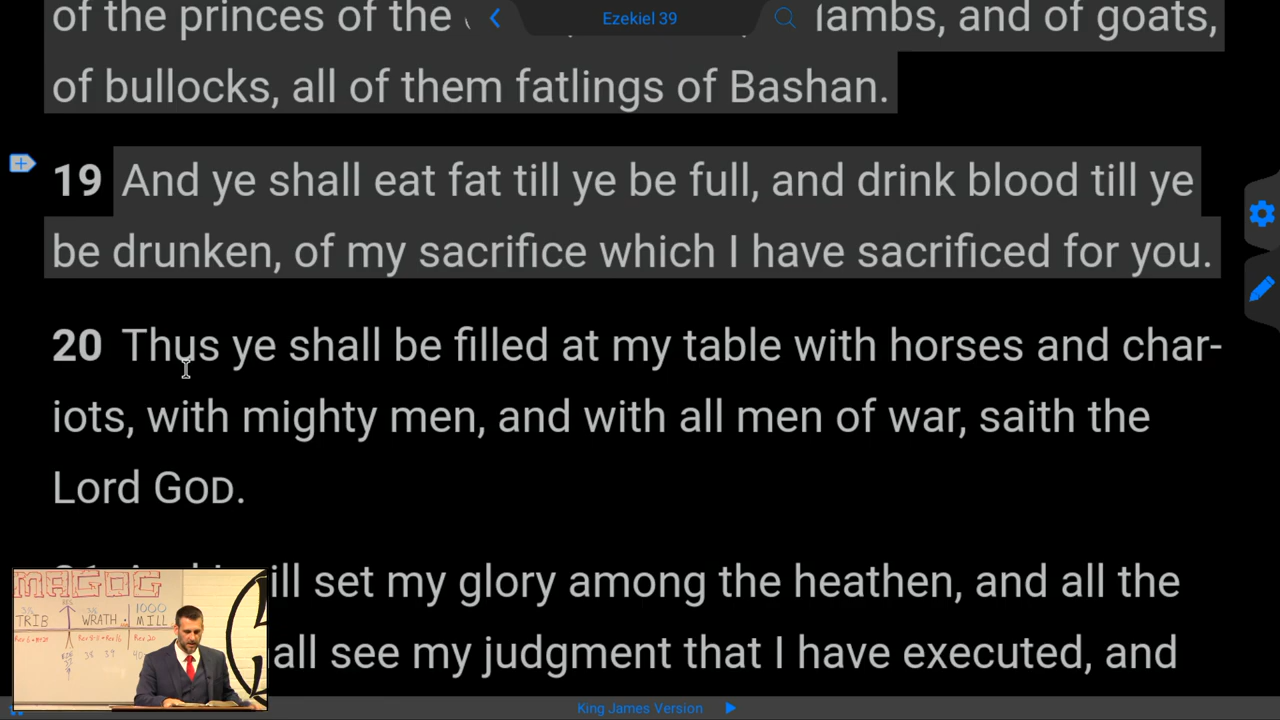 of the princes of the
Ezekiel 39
lambs, and of goats,
of bullocks, all of them fatlings of Bashan.
19 And ye shall eat fat till ye be full, and drink blood till ye
be drunken, of my sacrifice which I have sacrificed for you.
20 Thus ye shall be filled at my table with horses and char-
iots, with mighty men, and with all men of war, saith the
Lord GOD.
set my glory among the heathen, and all the
see my judgment that I have executed, and
MAGOG
TRIB
WRATH
1000
MILL
38 39
King James Version